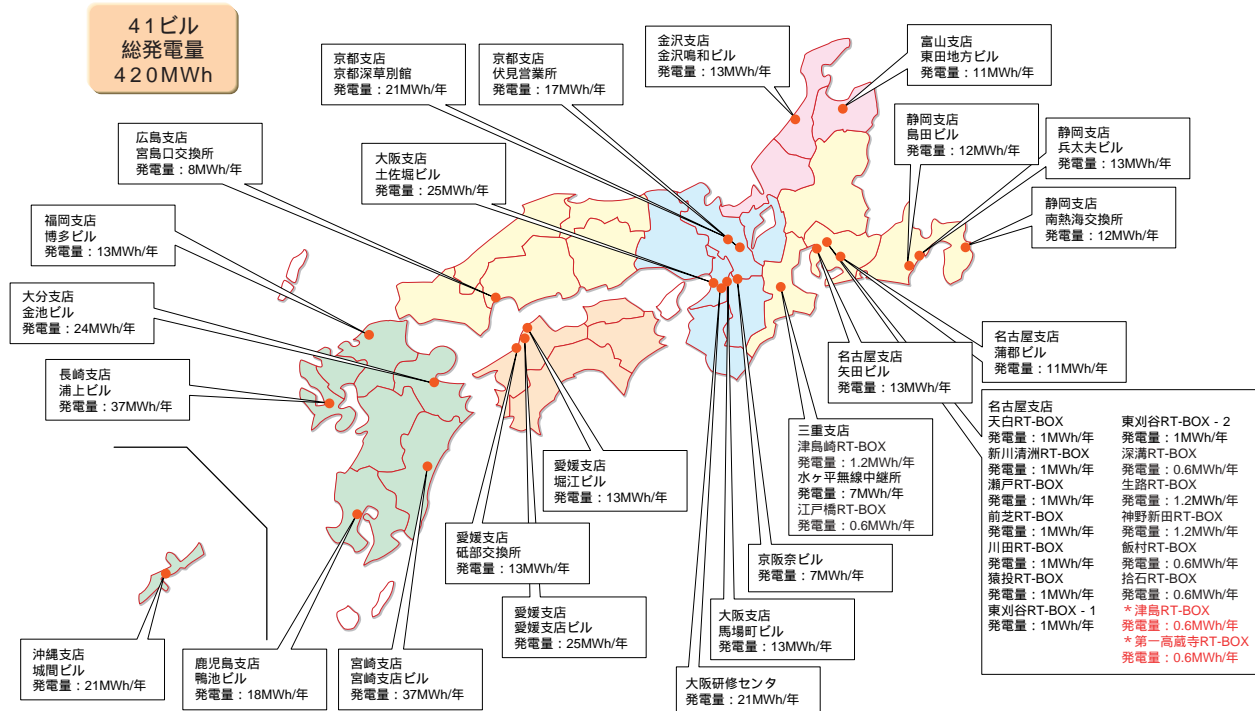 41ビル
総発電量
420MWh
京都支店
京都深草別館
発電量：21MWh/年
京都支店
伏見営業所
発電量：17MWh/年
金沢支店
金沢鳴和ビル
発電量：13MWh/年
富山支店
東田地方ビル
発電量：11MWh/年
広島支店
宮島口交換所
発電量：8MWh/年
大阪支店
土佐堀ビル
発電量：25MWh/年
静岡支店
島田ビル
発電量：12MWh/年
静岡支店
兵太夫ビル
発電量：13MWh/年
静岡支店
南熱海交換所
発電量：12MWh/年
福岡支店
博多ビル
発電量：13MWh/年
大分支店
金池ビル
発電量：24MWh/年
長崎支店
浦上ビル
発電量：37MWh/年
名古屋支店
矢田ビル
発電量：13MWh/年
名古屋支店
蒲郡ビル
発電量：11MWh/年
名古屋支店
天白RT-BOX
発電量：1MWh/年
新川清洲RT-BOX
発電量：1MWh/年
瀬戸RT-BOX
発電量：1MWh/年
前芝RT-BOX
発電量：1MWh/年
川田RT-BOX
発電量：1MWh/年
猿投RT-BOX
発電量：1MWh/年
東刈谷RT-BOX - 1
発電量：1MWh/年
東刈谷RT-BOX - 2
発電量：1MWh/年
深溝RT-BOX
発電量：0.6MWh/年
生路RT-BOX
発電量：1.2MWh/年
神野新田RT-BOX
発電量：1.2MWh/年
飯村RT-BOX
発電量：0.6MWh/年
拾石RT-BOX
発電量：0.6MWh/年
＊津島RT-BOX
発電量：0.6MWh/年
＊第一高蔵寺RT-BOX
発電量：0.6MWh/年
三重支店
津島崎RT-BOX
発電量：1.2MWh/年
水ヶ平無線中継所
発電量：7MWh/年
江戸橋RT-BOX
発電量：0.6MWh/年
愛媛支店
堀江ビル
発電量：13MWh/年
愛媛支店
砥部交換所
発電量：13MWh/年
京阪奈ビル
発電量：7MWh/年
愛媛支店
愛媛支店ビル
発電量：25MWh/年
大阪支店
馬場町ビル
発電量：13MWh/年
沖縄支店
城間ビル
発電量：21MWh/年
鹿児島支店
鴨池ビル
発電量：18MWh/年
宮崎支店
宮崎支店ビル
発電量：37MWh/年
大阪研修センタ
発電量：21MWh/年